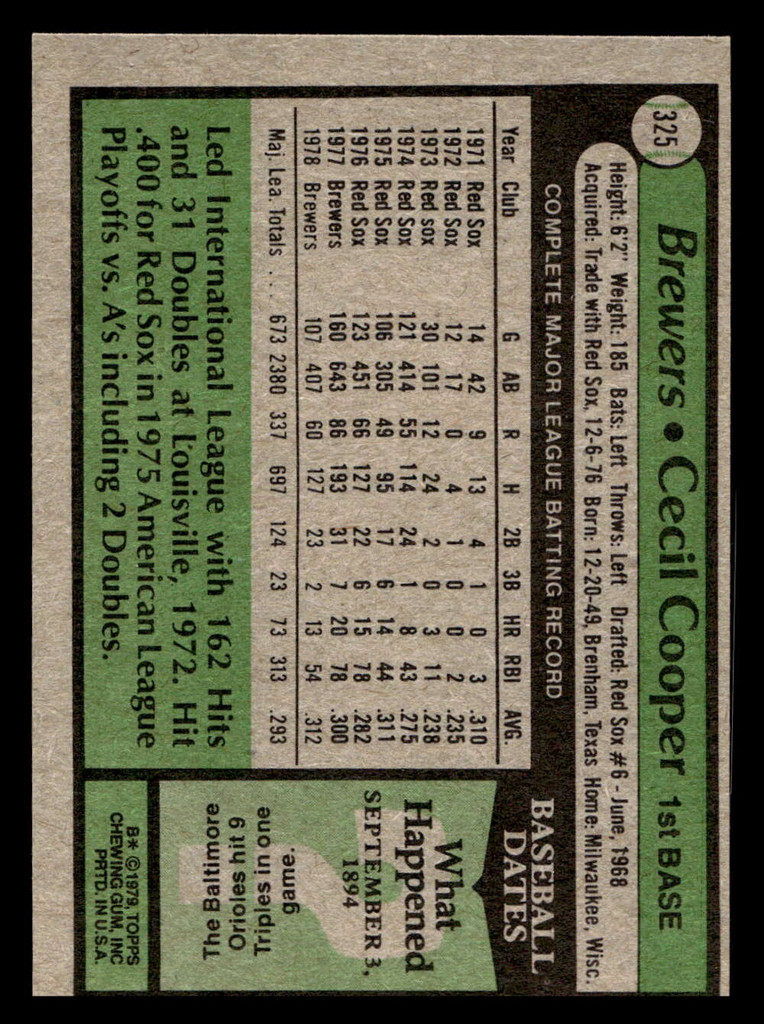 325
Brewers • Cecil Cooper 1st BASE
Height: 6'2" Weight: 185 Bats: Left Throws: Left Drafted: Red Sox #6 - June, 1968
Acquired: Trade with Red Sox, 12-6-76 Born: 12-20-49, Brenham, Texas Home: Milwaukee, Wisc.
COMPLETE MAJOR LEAGUE BATTING RECORD
Year Club G AB R H 2B 3B HR RBI AVG.
1971 Red Sox 14 42 9 13 4 1 0 3 .310
1972 Red Sox 12 17 0 4 1 0 0 2 .235
1973 Red sox 30 101 12 24 2 0 3 11 .238
1974 Red Sox 121 414 55 114 24 1 8 43 .275
1975 Red Sox 106 305 49 95 17 6 14 44 .311
1976 Red Sox 123 451 66 127 22 6 15 78 .282
1977 Brewers 160 643 86 193 31 7 20 78 .300
1978 Brewers 107 407 60 127 23 2 13 54 .312
Maj. Lea. Totals . . . 673 2380 337 697 124 23 73 313 .293
Led International League with 162 Hits
and 31 Doubles at Louisville, 1972. Hit
.400 for Red Sox in 1975 American League
Playoffs vs. A's including 2 Doubles.
BASEBALL
DATES
What
Happened
SEPTEMBER 3,
1894
?
The Baltimore
Orioles hit 9
Triples in one
game.
B* ©1979, TOPPS
CHEWING GUM, INC
PRTD. IN U.S.A.